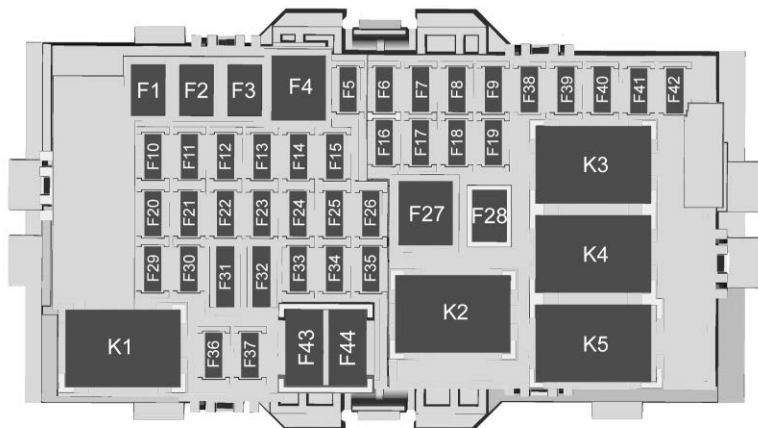 F1 F2 F3 F4 F5 F6 F7 F8 F9 F38 F39 F40 F41 F42
F16 F17 F18 F19
F10 F11 F12 F13 F14 F15
K3
F20 F21 F22 F23 F24 F25 F26
F27 F28
K4
F29 F30 F31 F32 F33 F34 F35
K2
K1
F36 F37 F43 F44
K5